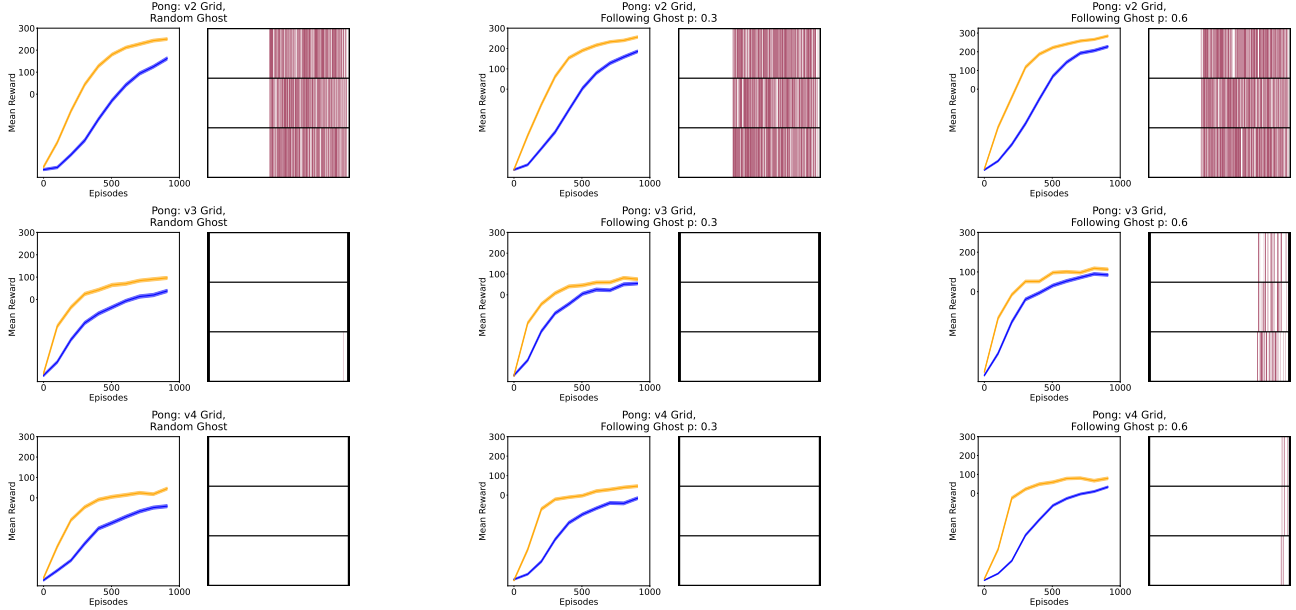 Pong: v2 Grid,
Random Ghost
300
200
100
0
Mean Reward
0
500
1000
Episodes
Pong: v2 Grid,
Following Ghost p: 0.3
300
200
100
0
Mean Reward
0
500
1000
Episodes
Pong: v2 Grid,
Following Ghost p: 0.6
300
200
100
0
Mean Reward
0
500
1000
Episodes
Pong: v3 Grid,
Random Ghost
300
200
100
0
Mean Reward
0
500
1000
Episodes
Pong: v3 Grid,
Following Ghost p: 0.3
300
200
100
0
Mean Reward
0
500
1000
Episodes
Pong: v3 Grid,
Following Ghost p: 0.6
300
200
100
0
Mean Reward
0
500
1000
Episodes
Pong: v4 Grid,
Random Ghost
300
200
100
0
Mean Reward
0
500
1000
Episodes
Pong: v4 Grid,
Following Ghost p: 0.3
300
200
100
0
Mean Reward
0
500
1000
Episodes
Pong: v4 Grid,
Following Ghost p: 0.6
300
200
100
0
Mean Reward
0
500
1000
Episodes